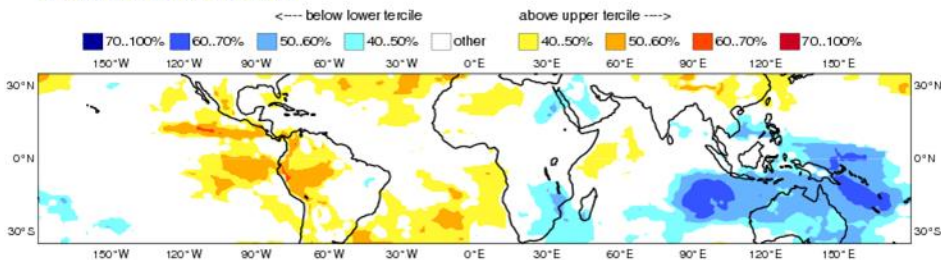 <---- below lower tercile above upper tercile ---->
70..100% 60..70% 50..60% 40..50% other 40..50% 50..60% 60..70% 70..100%
150°W 120°W 90°W 60°W 30°W 0°E 30°E 60°E 90°E 120°E 150°E
30°N 30°N
0°N 0°N
30°S 30°S
150°W 120°W 90°W 60°W 30°W 0°E 30°E 60°E 90°E 120°E 150°E